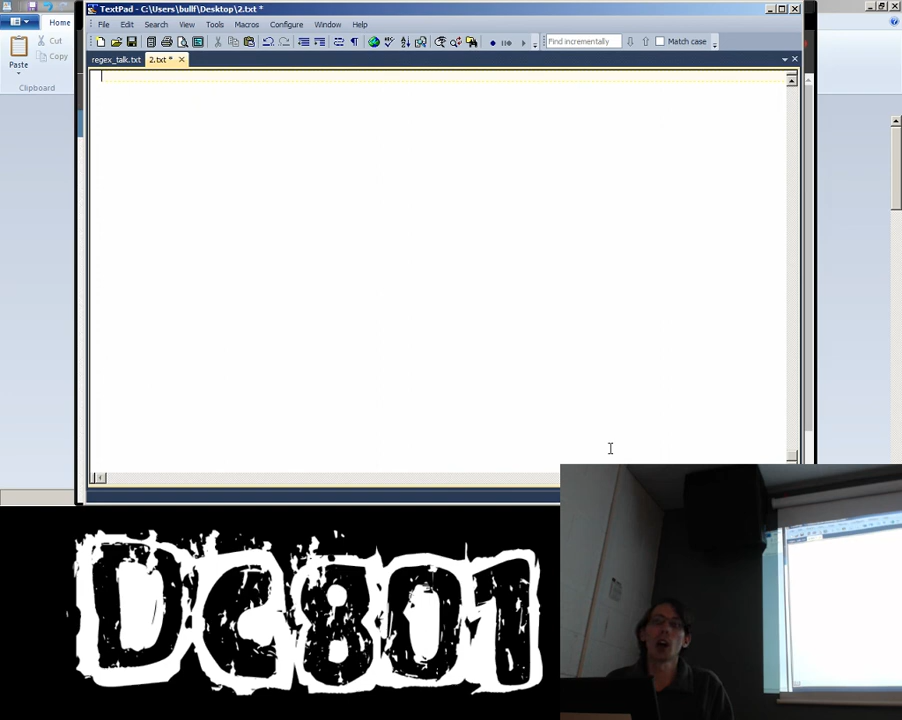 TextPad - C:\Users\bullf\Desktop\2.txt *
Home
File Edit Search View Tools Macros Configure Window Help
Cut
Copy
Paste
Clipboard
Find incrementally
Match case
regex_talk.txt 2.txt *
DC801